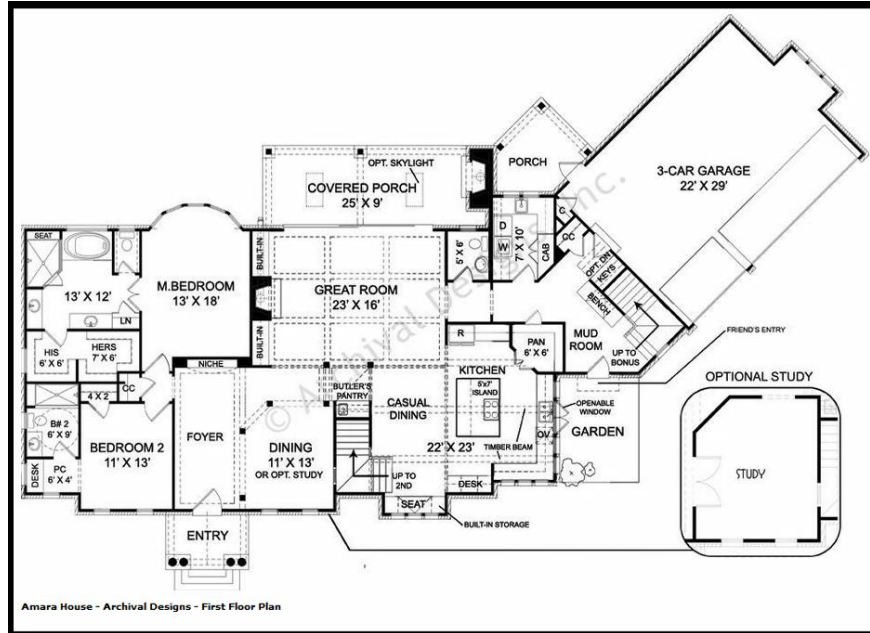 OPT. SKYLIGHT
COVERED PORCH
25' X 9'
PORCH
3-CAR GARAGE
22' X 29'
SEAT
13' X 12'
LN
M.BEDROOM
13' X 18'
BUILT-IN
BUILT-IN
GREAT ROOM
23' X 16'
5' X 6'
D
W
7' X 10'
CAB
C
CC
OPT. DN
KEYS
BENCH
MUD
ROOM
UP TO
BONUS
FRIEND'S ENTRY
HIS
6' X 6'
HERS
7' X 6'
NICHE
CC
4 X 2
R
PAN
6' X 6'
KITCHEN
5'x7'
ISLAND
BUTLER'S
PANTRY
CASUAL
DINING
22' X 23'
TIMBER BEAM
OV
OPENABLE
WINDOW
GARDEN
OPTIONAL STUDY
STUDY
B# 2
6' X 9'
BEDROOM 2
11' X 13'
FOYER
DINING
11' X 13'
OR OPT. STUDY
DESK
PC
6' X 4'
UP TO
2ND
DESK
SEAT
BUILT-IN STORAGE
ENTRY
© Archival Designs, Inc.
Amara House - Archival Designs - First Floor Plan